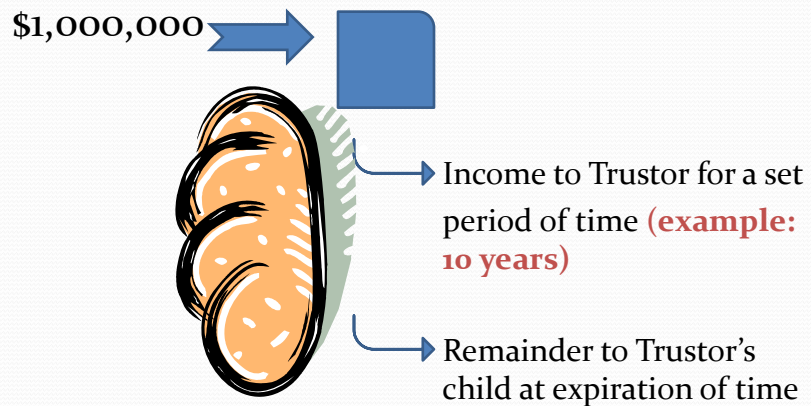 $1,000,000
Income to Trustor for a set
period of time (example:
10 years)
Remainder to Trustor's
child at expiration of time